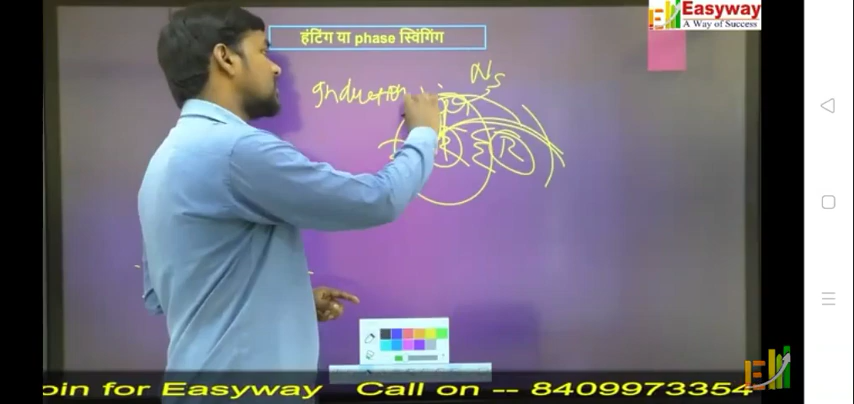 Easyway
A Way of Success
हंटिंग या phase स्विंगिंग
Induction
Ns
R
R
oin for Easyway Call on -- 8409973354